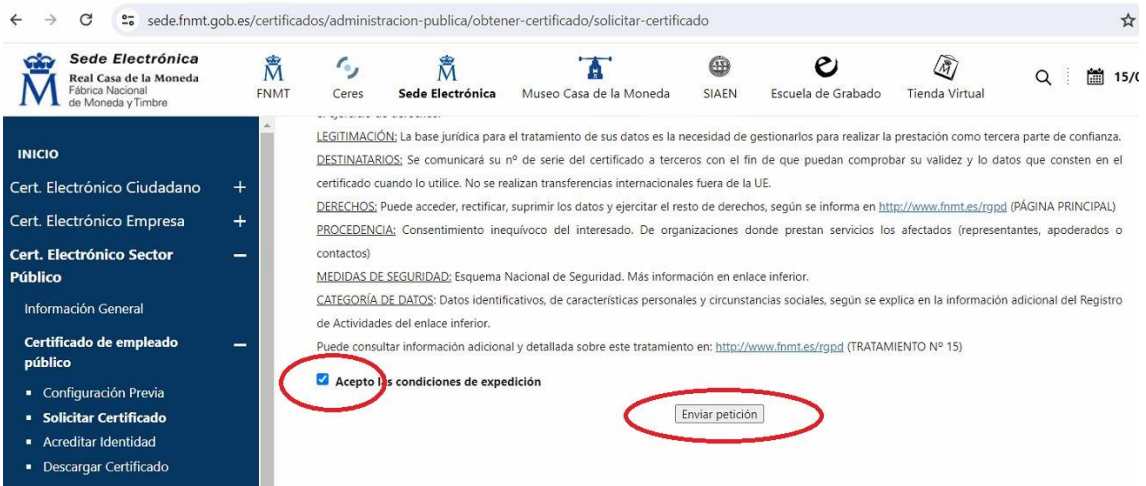 sede.fnmt.gob.es/certificados/administracion-publica/obtener-certificado/solicitar-certificado
Sede Electrónica
Real Casa de la Moneda
Fábrica Nacional
de Moneda y Timbre
FNMT
Ceres
Sede Electrónica
Museo Casa de la Moneda
SIAEN
Escuela de Grabado
Tienda Virtual
INICIO
Cert. Electrónico Ciudadano
Cert. Electrónico Empresa
Cert. Electrónico Sector
Público
Información General
Certificado de empleado
público
Configuración Previa
Solicitar Certificado
Acreditar Identidad
Descargar Certificado
LEGITIMACIÓN: La base jurídica para el tratamiento de sus datos es la necesidad de gestionarlos para realizar la prestación como tercera parte de confianza.
DESTINATARIOS: Se comunicará su nº de serie del certificado a terceros con el fin de que puedan comprobar su validez y lo datos que consten en el
certificado cuando lo utilice. No se realizan transferencias internacionales fuera de la UE.
DERECHOS: Puede acceder, rectificar, suprimir los datos y ejercitar el resto de derechos, según se informa en http://www.fnmt.es/rgpd (PÁGINA PRINCIPAL)
PROCEDENCIA: Consentimiento inequívoco del interesado. De organizaciones donde prestan servicios los afectados (representantes, apoderados o
contactos)
MEDIDAS DE SEGURIDAD: Esquema Nacional de Seguridad. Más información en enlace inferior.
CATEGORÍA DE DATOS: Datos identificativos, de características personales y circunstancias sociales, según se explica en la información adicional del Registro
de Actividades del enlace inferior.
Puede consultar información adicional y detallada sobre este tratamiento en: http://www.fnmt.es/rgpd (TRATAMIENTO Nº 15)
Acepto las condiciones de expedición
Enviar petición